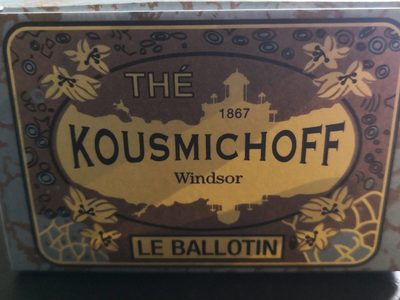 THÉ
1867
KOUSMICHOFF
Windsor
LE BALLOTIN